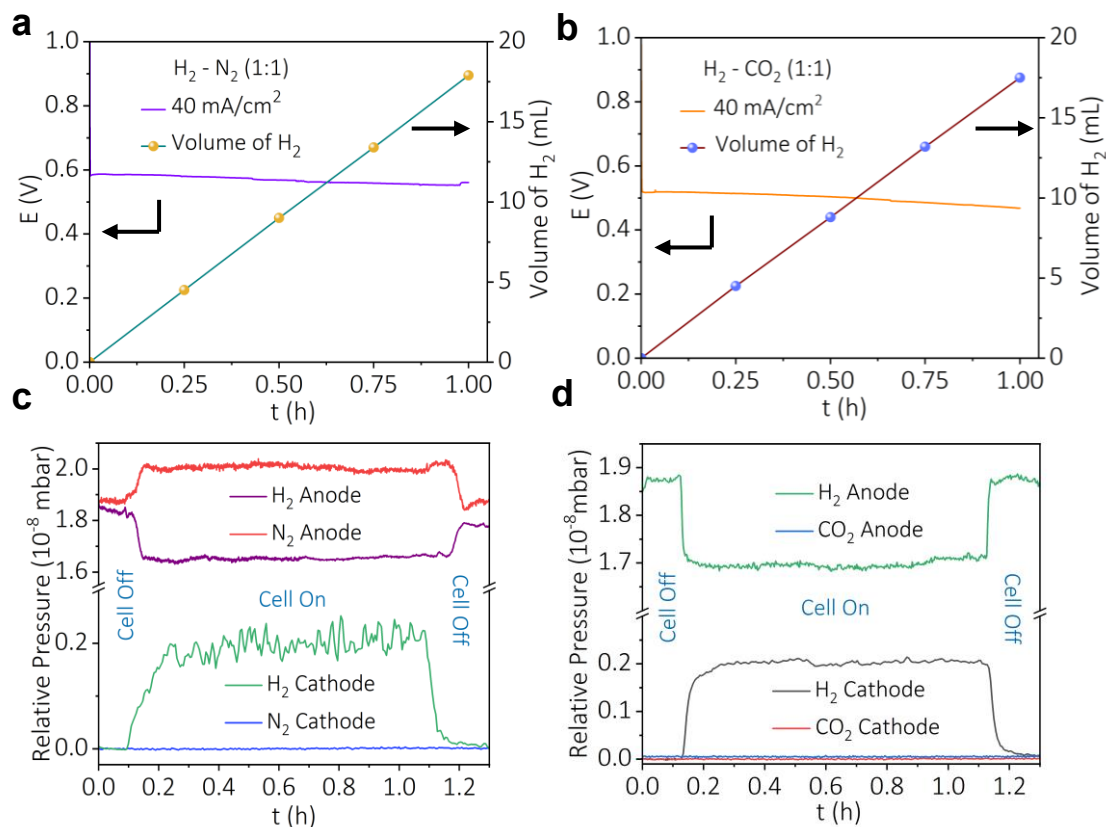 a
H₂ - N₂ (1:1)
40 mA/cm²
Volume of H₂
E (V)
1.0
0.8
0.6
0.4
0.2
0.0
0.00 0.25 0.50 0.75 1.00
t (h)
20
15
10
5
0
Volume of H₂ (mL)
b
H₂ - CO₂ (1:1)
40 mA/cm²
Volume of H₂
E (V)
1.0
0.8
0.6
0.4
0.2
0.0
0.00 0.25 0.50 0.75 1.00
t (h)
20
15
10
5
0
Volume of H₂ (mL)
c
Relative Pressure (10⁻⁸ mbar)
2.0
1.8
1.6
0.2
0.0
H₂ Anode
N₂ Anode
Cell Off
Cell On
Cell Off
H₂ Cathode
N₂ Cathode
0.0 0.2 0.4 0.6 0.8 1.0 1.2
t (h)
d
Relative Pressure (10⁻⁸mbar)
1.9
1.8
1.7
0.2
0.1
0.0
H₂ Anode
CO₂ Anode
Cell Off
Cell On
Cell Off
H₂ Cathode
CO₂ Cathode
0.0 0.2 0.4 0.6 0.8 1.0 1.2
t (h)